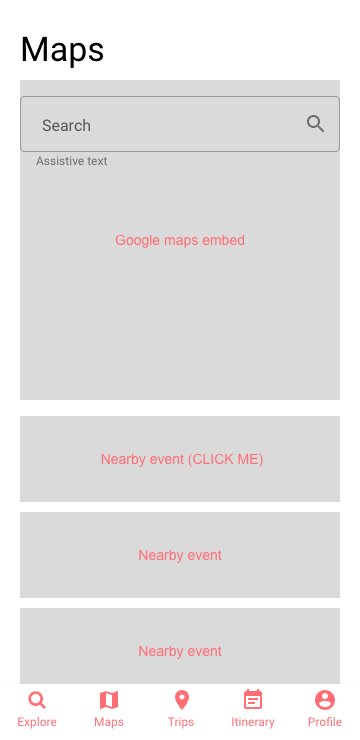 Maps
Search
Assistive text
Google maps embed
Nearby event (CLICK ME)
Nearby event
Nearby event
Explore
Maps
Trips
Itinerary
Profile